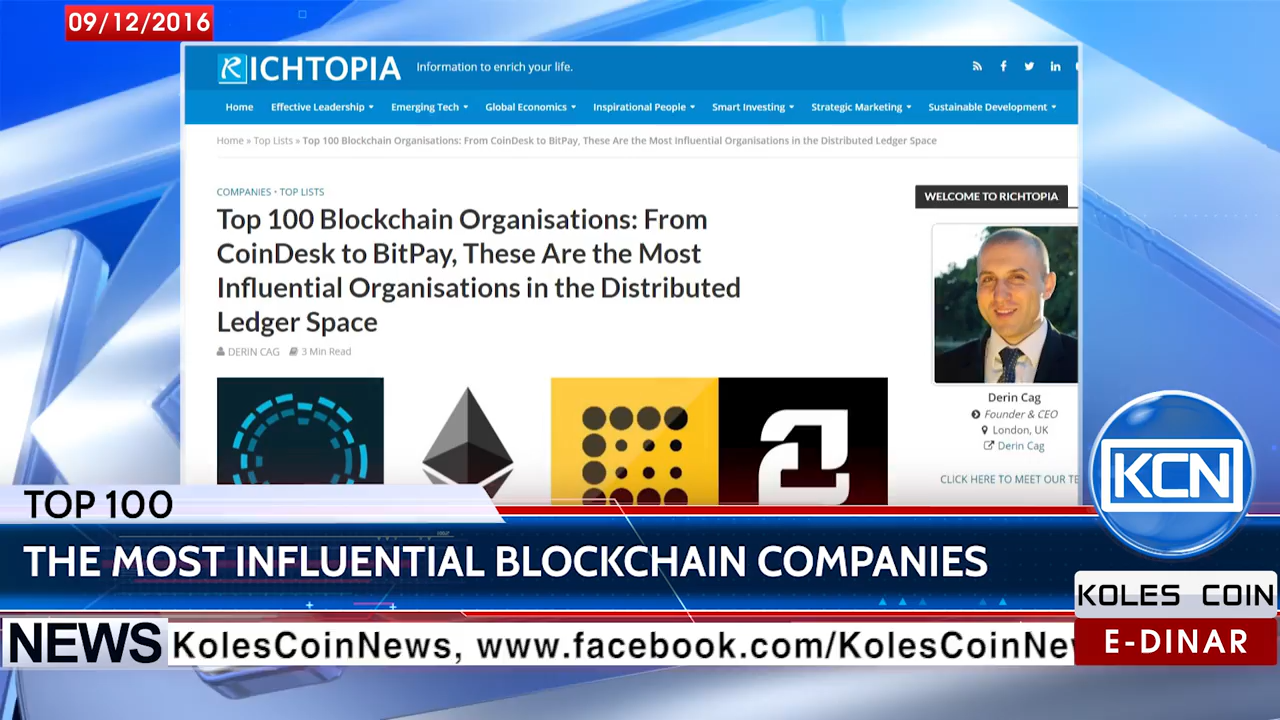 09/12/2016
RICHTOPIA
Information to enrich your life.
Home Effective Leadership Emerging Tech Global Economics Inspirational People Smart Investing Strategic Marketing Sustainable Development
Home » Top Lists » Top 100 Blockchain Organisations: From CoinDesk to BitPay, These Are the Most Influential Organisations in the Distributed Ledger Space
COMPANIES • TOP LISTS
Top 100 Blockchain Organisations: From
CoinDesk to BitPay, These Are the Most
Influential Organisations in the Distributed
Ledger Space
DERIN CAG 3 Min Read
WELCOME TO RICHTOPIA
Derin Cag
Founder & CEO
London, UK
Derin Cag
CLICK HERE TO MEET OUR TE
KCN
TOP 100
THE MOST INFLUENTIAL BLOCKCHAIN COMPANIES
KOLES COIN
NEWS
KolesCoinNews, www.facebook.com/KolesCoinNe
E-DINAR